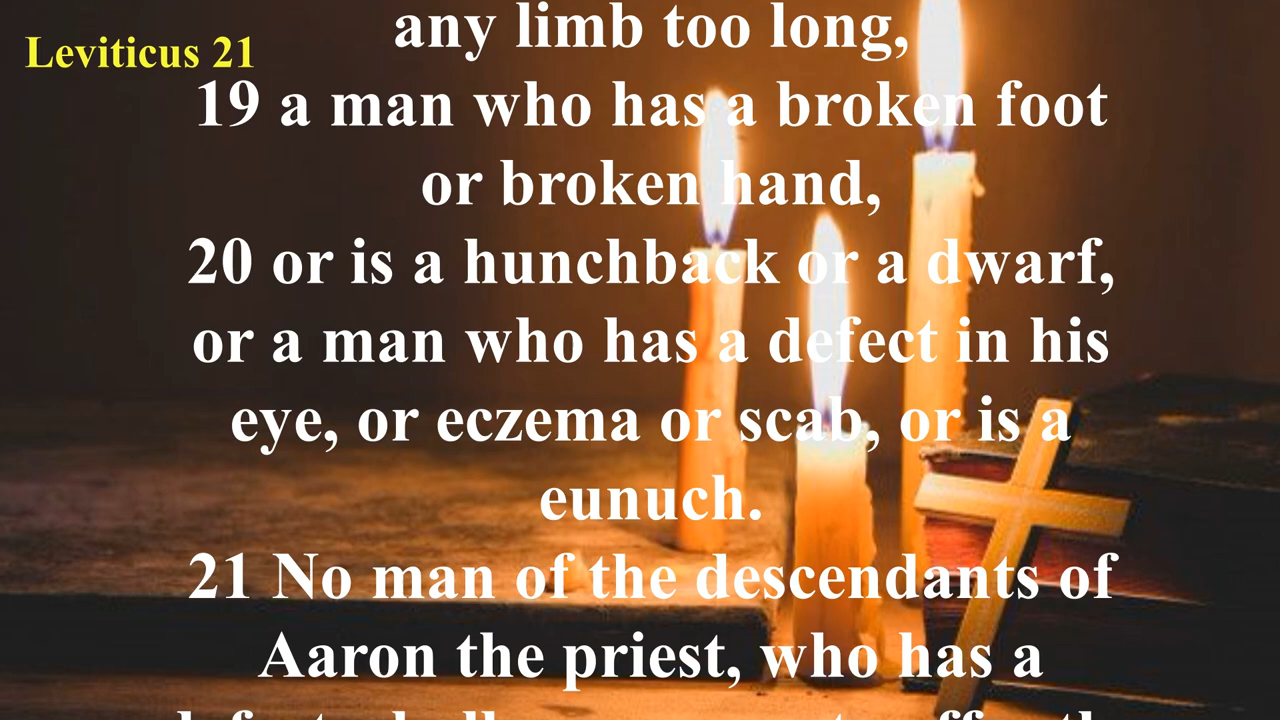 Leviticus 21
any limb too long,
19 a man who has a broken foot
or broken hand,
20 or is a hunchback or a dwarf,
or a man who has a defect in his
eye, or eczema or scab, or is a
eunuch.
21 No man of the descendants of
Aaron the priest, who has a